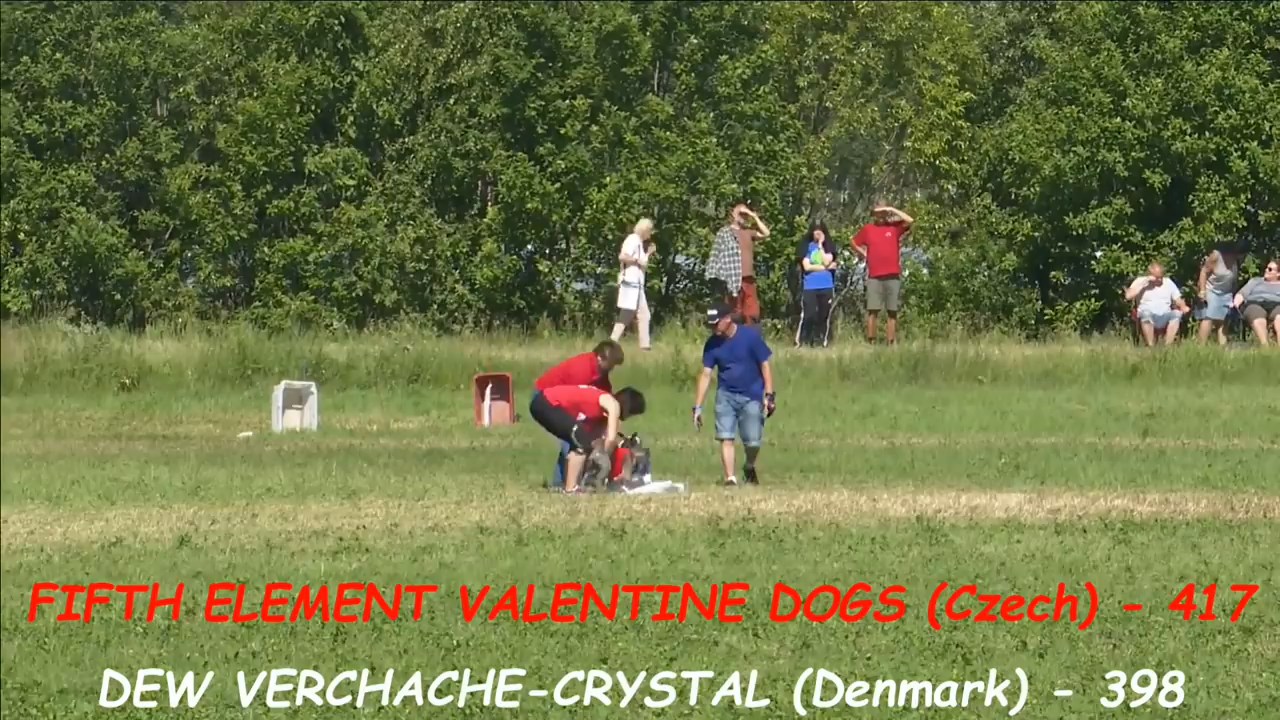 FIFTH ELEMENT VALENTINE DOGS (Czech) - 417
DEW VERCHACHE-CRYSTAL (Denmark) - 398